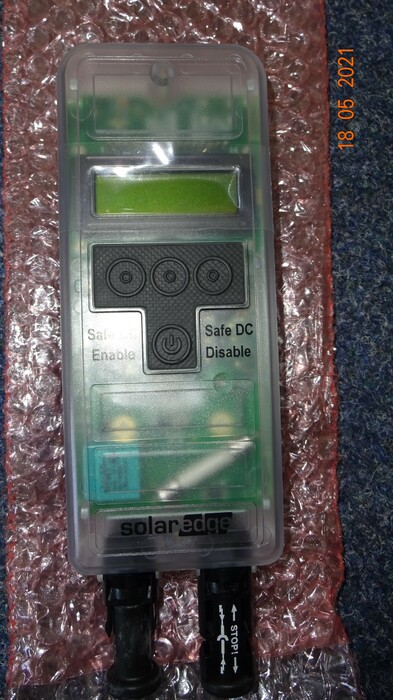 18 05 2021
Safe DC
Enable
Safe DC
Disable
solaredge
STOP!